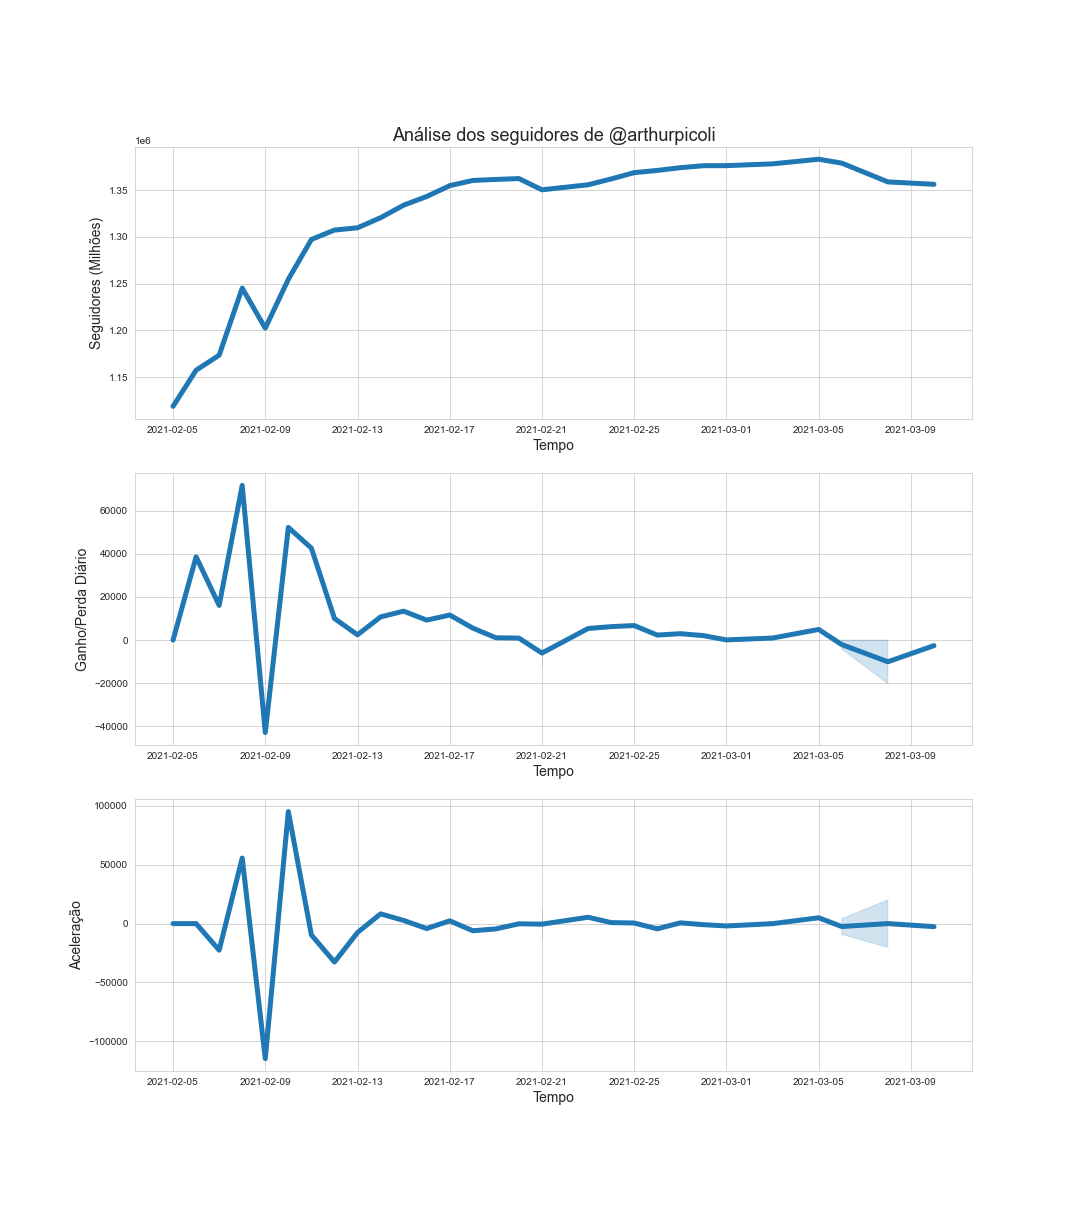 Análise dos seguidores de @arthurpicoli
1e6
1.35
1.30
1.25
1.20
1.15
Seguidores (Milhões)
2021-02-05 2021-02-09 2021-02-13 2021-02-17 2021-02-21 2021-02-25 2021-03-01 2021-03-05 2021-03-09
Tempo
60000
40000
20000
0
−20000
−40000
Ganho/Perda Diário
2021-02-05 2021-02-09 2021-02-13 2021-02-17 2021-02-21 2021-02-25 2021-03-01 2021-03-05 2021-03-09
Tempo
100000
50000
0
−50000
−100000
Aceleração
2021-02-05 2021-02-09 2021-02-13 2021-02-17 2021-02-21 2021-02-25 2021-03-01 2021-03-05 2021-03-09
Tempo